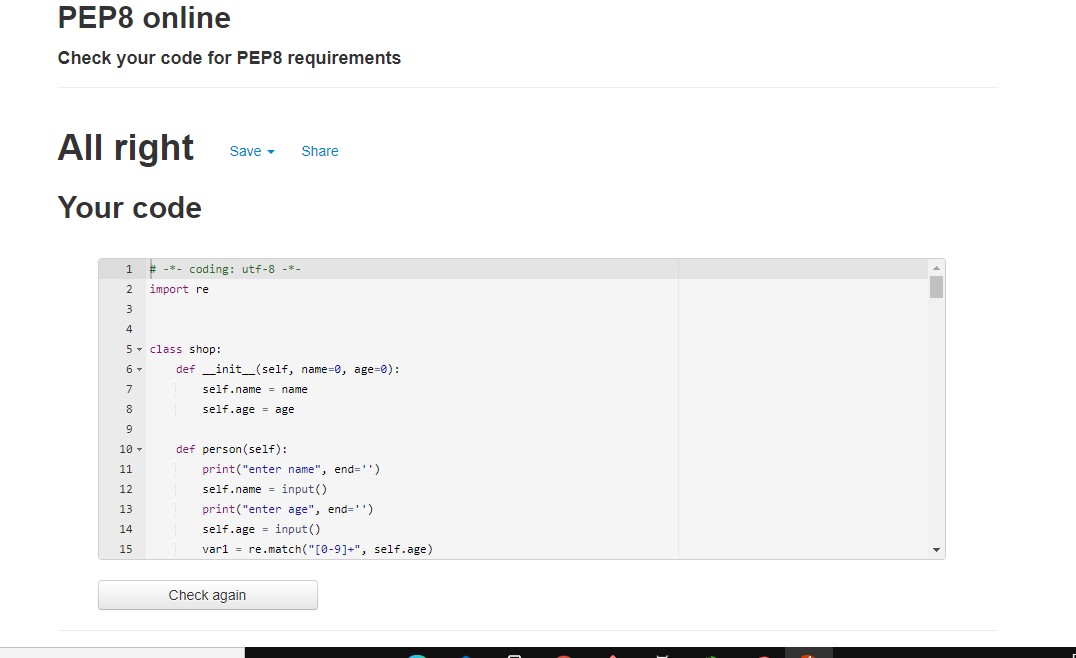 PEP8 online
Check your code for PEP8 requirements
All right Save Share
Your code
1 # -*- coding: utf-8 -*-
2 import re
3
4
5 class shop:
6     def __init__(self, name=0, age=0):
7         self.name = name
8         self.age = age
9
10     def person(self):
11         print("enter name", end='')
12         self.name = input()
13         print("enter age", end='')
14         self.age = input()
15         var1 = re.match("[0-9]+", self.age)
Check again